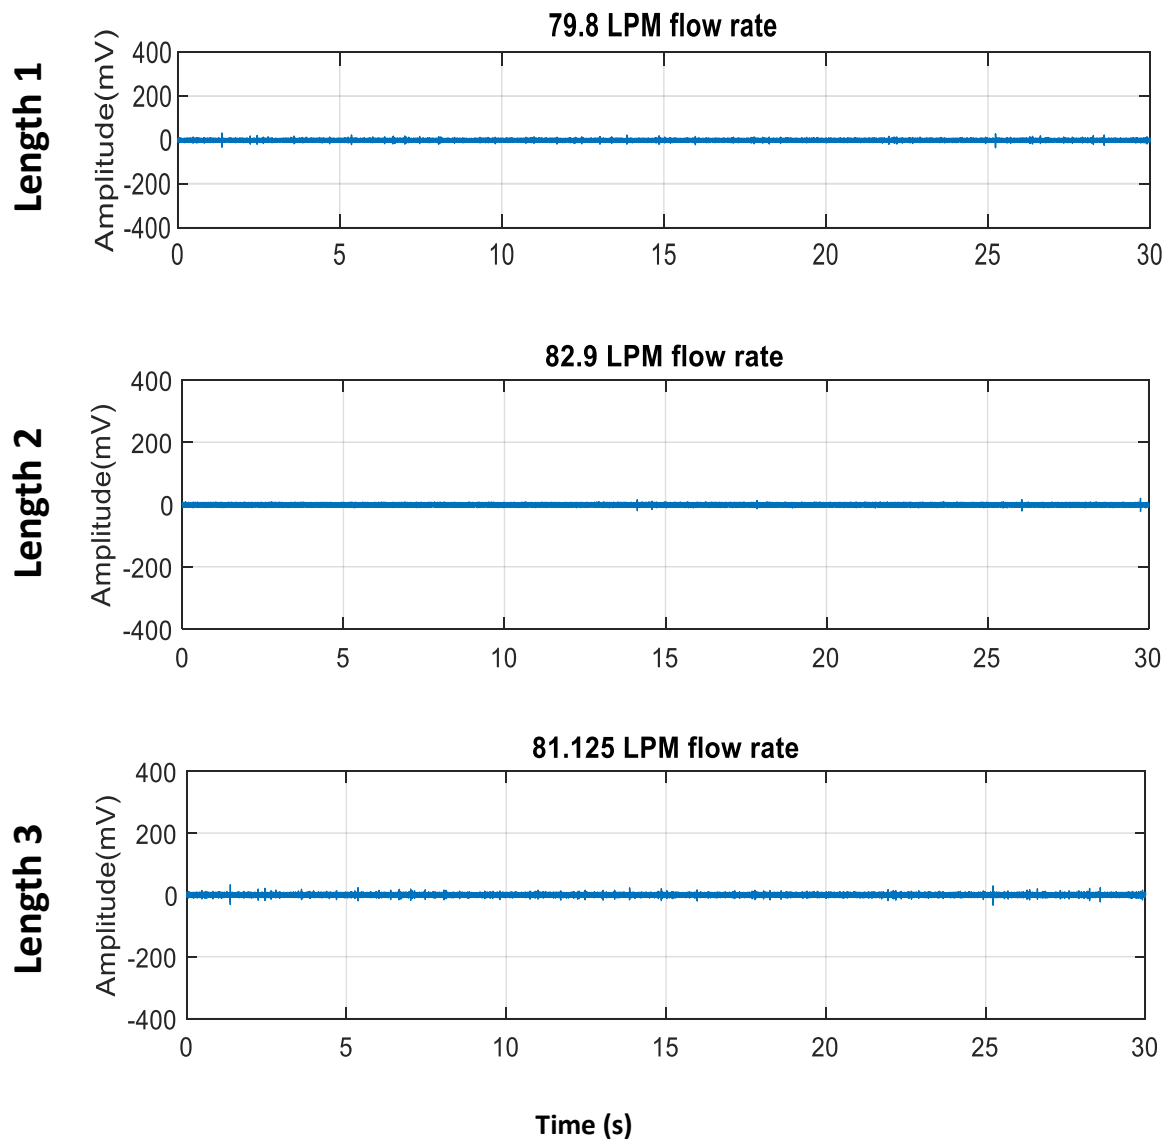 79.8 LPM flow rate
Length 1
Amplitude(mV)
400
200
0
-200
-400
0 5 10 15 20 25 30
82.9 LPM flow rate
Length 2
Amplitude(mV)
400
200
0
-200
-400
0 5 10 15 20 25 30
81.125 LPM flow rate
Length 3
Amplitude(mV)
400
200
0
-200
-400
0 5 10 15 20 25 30
Time (s)